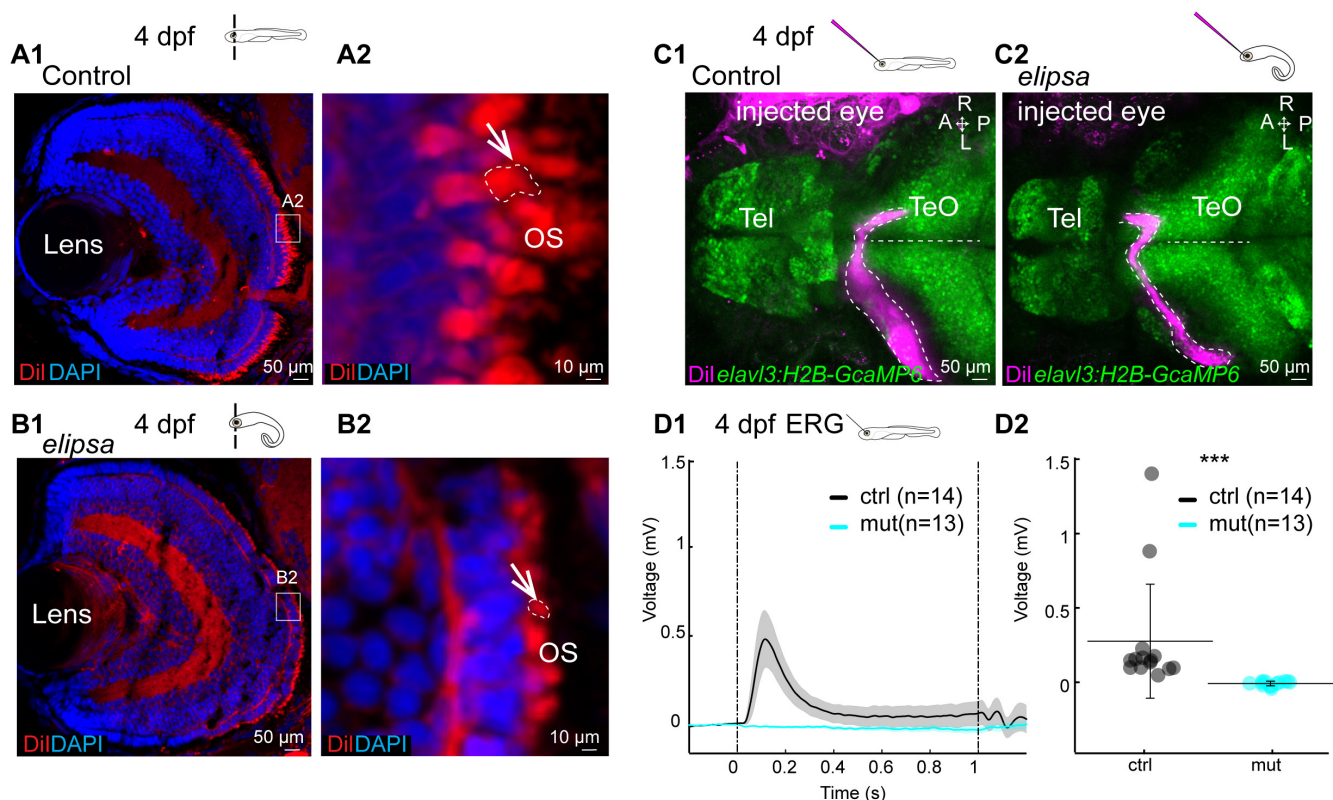 A1
4 dpf
Control
A2
Lens
A2
DiI DAPI
50 µm
OS
10 µm
B1
4 dpf
elipsa
B2
Lens
B2
DiI DAPI
50 µm
OS
10 µm
C1
4 dpf
Control
injected eye
R
A P
L
Tel
TeO
DiI elavl3:H2B-GcaMP6
50 µm
C2
elipsa
injected eye
R
A P
L
Tel
TeO
DiI elavl3:H2B-GcaMP6
50 µm
D1 4 dpf ERG
1.5
1
0.5
0
Voltage (mV)
ctrl (n=14)
mut(n=13)
0 0.2 0.4 0.6 0.8 1
Time (s)
D2
1.5
1
0.5
0
Voltage (mV)
***
ctrl (n=14)
mut(n=13)
ctrl mut